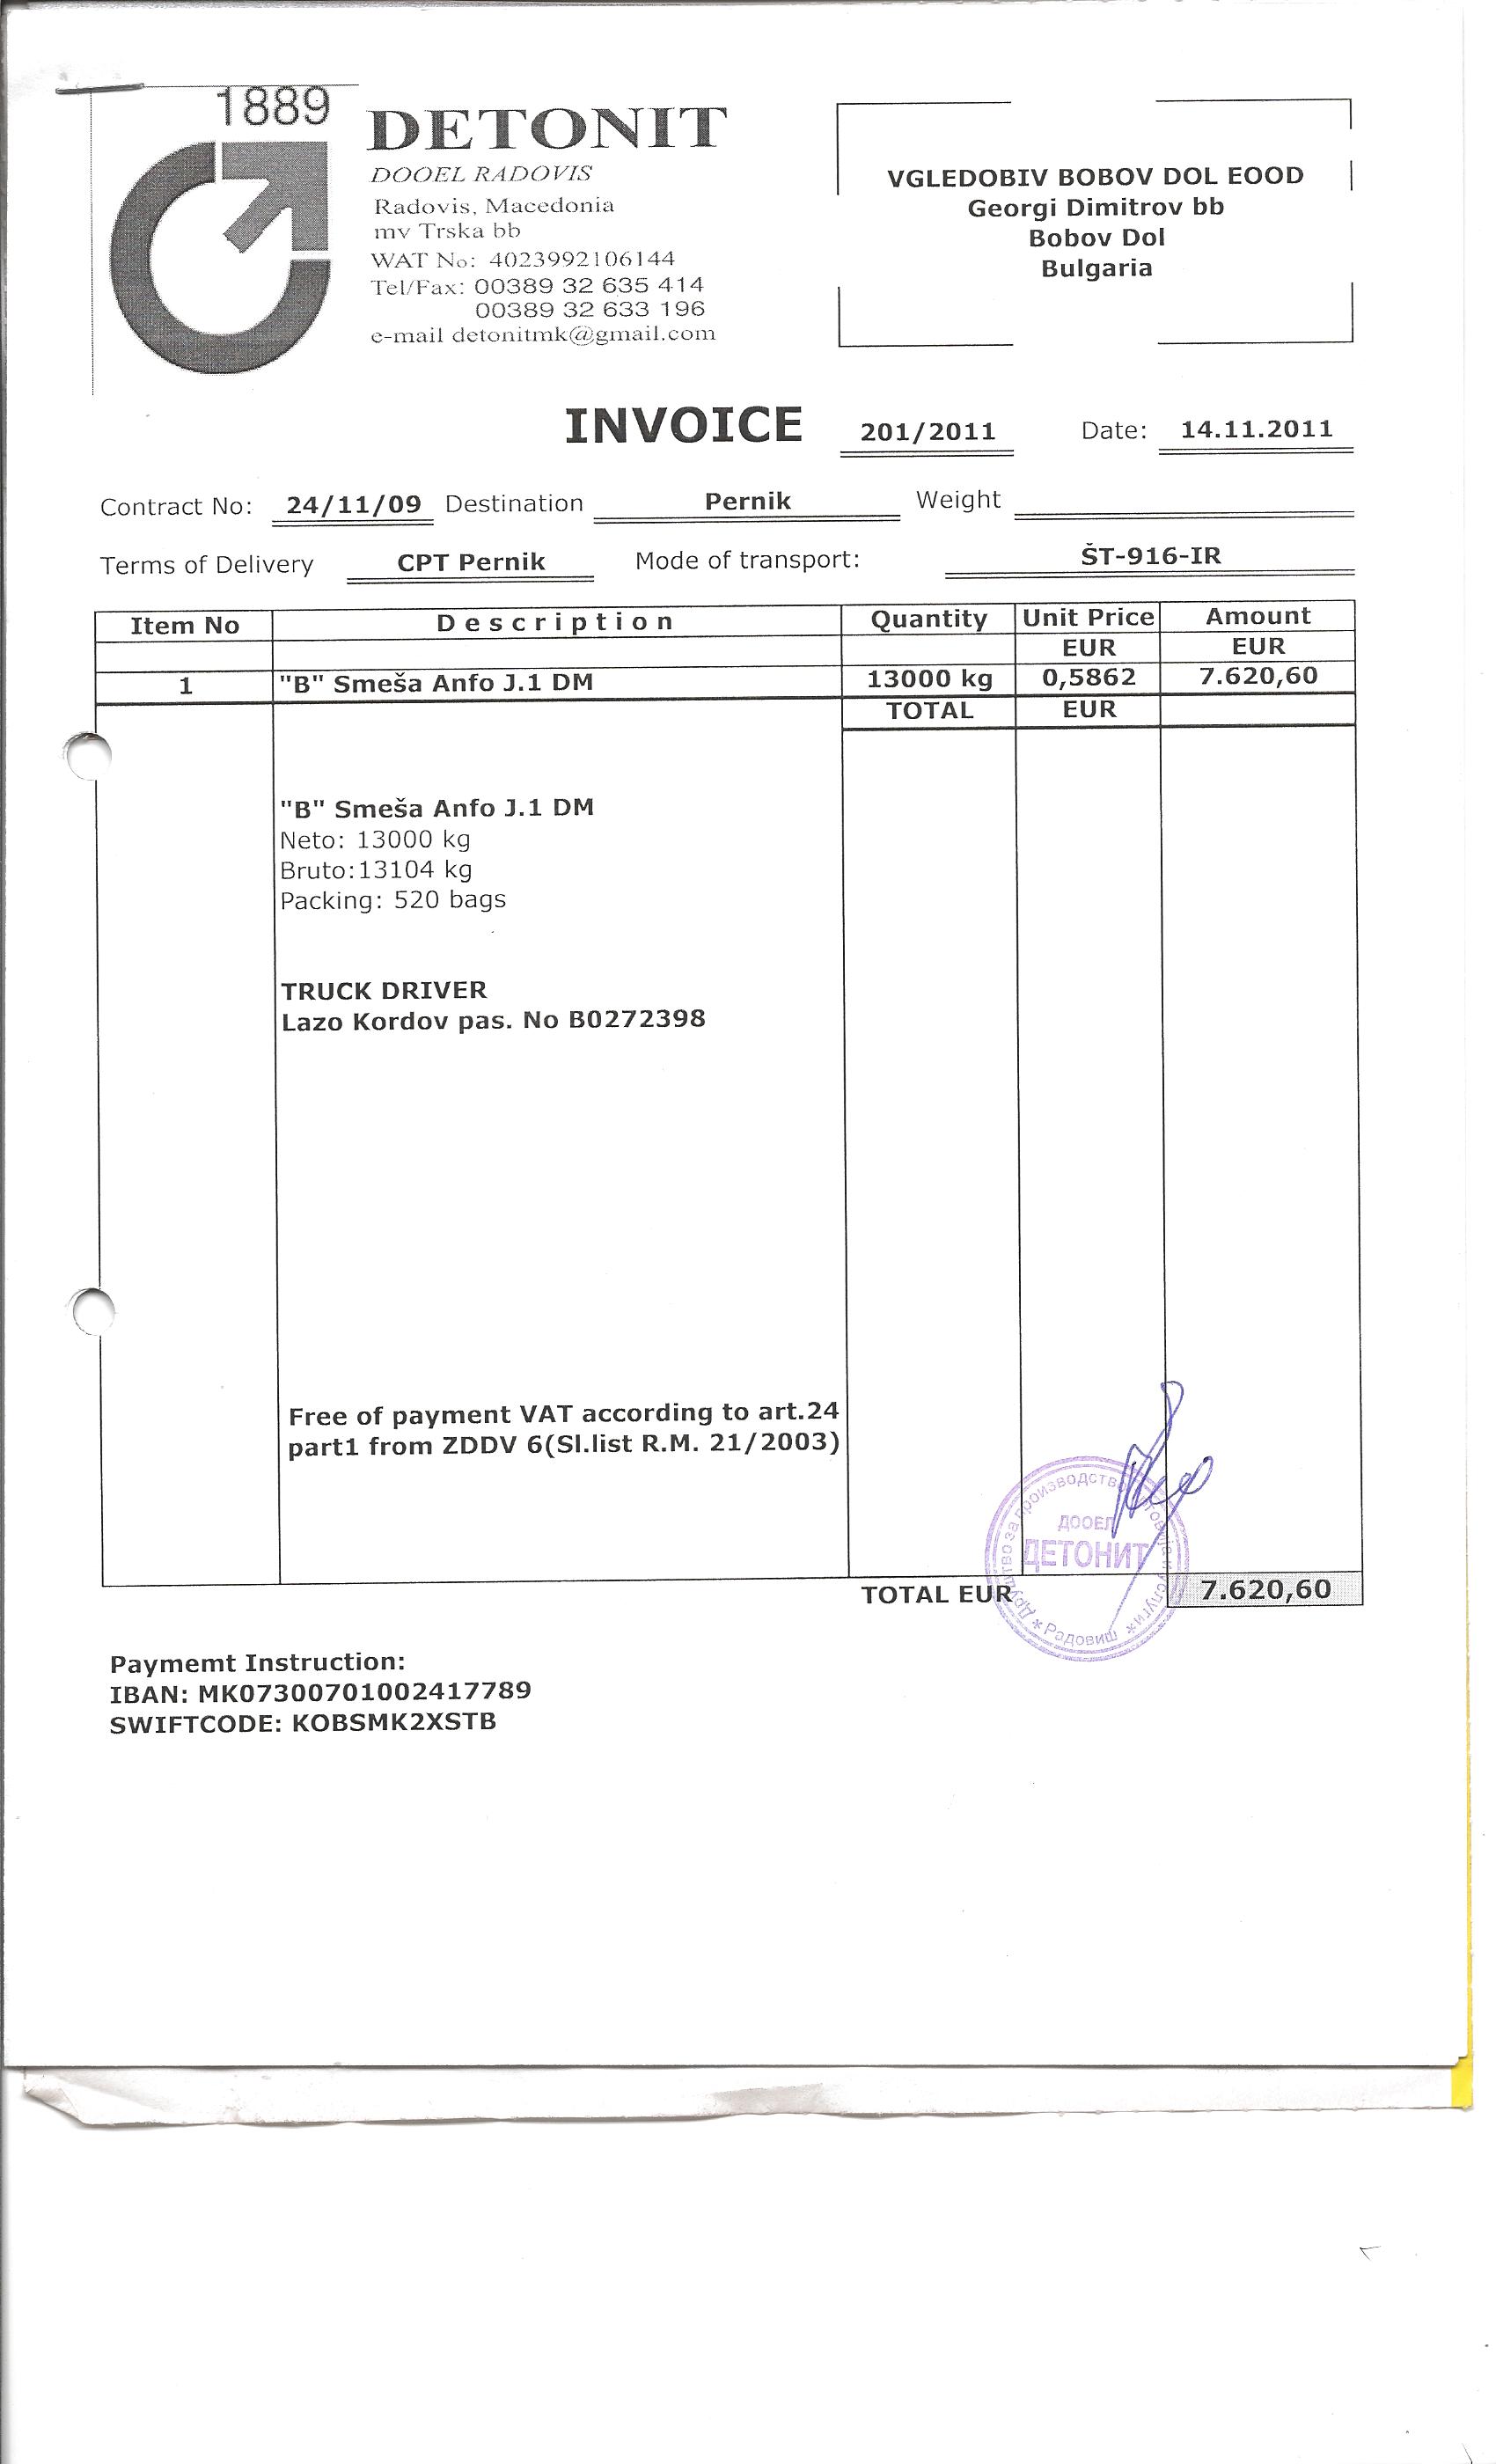 1889
DETONIT
DOOEL RADOVIS
Radovis, Macedonia
mv Trska bb
WAT No: 4023992106144
Tel/Fax: 00389 32 635 414
00389 32 633 196
e-mail detonitmk@gmail.com
VGLEDOBIV BOBOV DOL EOOD
Georgi Dimitrov bb
Bobov Dol
Bulgaria
INVOICE 201/2011 Date: 14.11.2011
Contract No: 24/11/09 Destination Pernik Weight
Terms of Delivery CPT Pernik Mode of transport: ŠT-916-IR
Item No Description Quantity Unit Price Amount
EUR EUR
1 "B" Smeša Anfo J.1 DM 13000 kg 0,5862 7.620,60
TOTAL EUR
"B" Smeša Anfo J.1 DM
Neto: 13000 kg
Bruto:13104 kg
Packing: 520 bags
TRUCK DRIVER
Lazo Kordov pas. No B0272398
Free of payment VAT according to art.24
part1 from ZDDV 6(Sl.list R.M. 21/2003)
Друштво за производство услуги * Радовиш *
ДООЕЛ
ДЕТОНИТ
TOTAL EUR 7.620,60
Paymemt Instruction:
IBAN: MK07300701002417789
SWIFTCODE: KOBSMK2XSTB